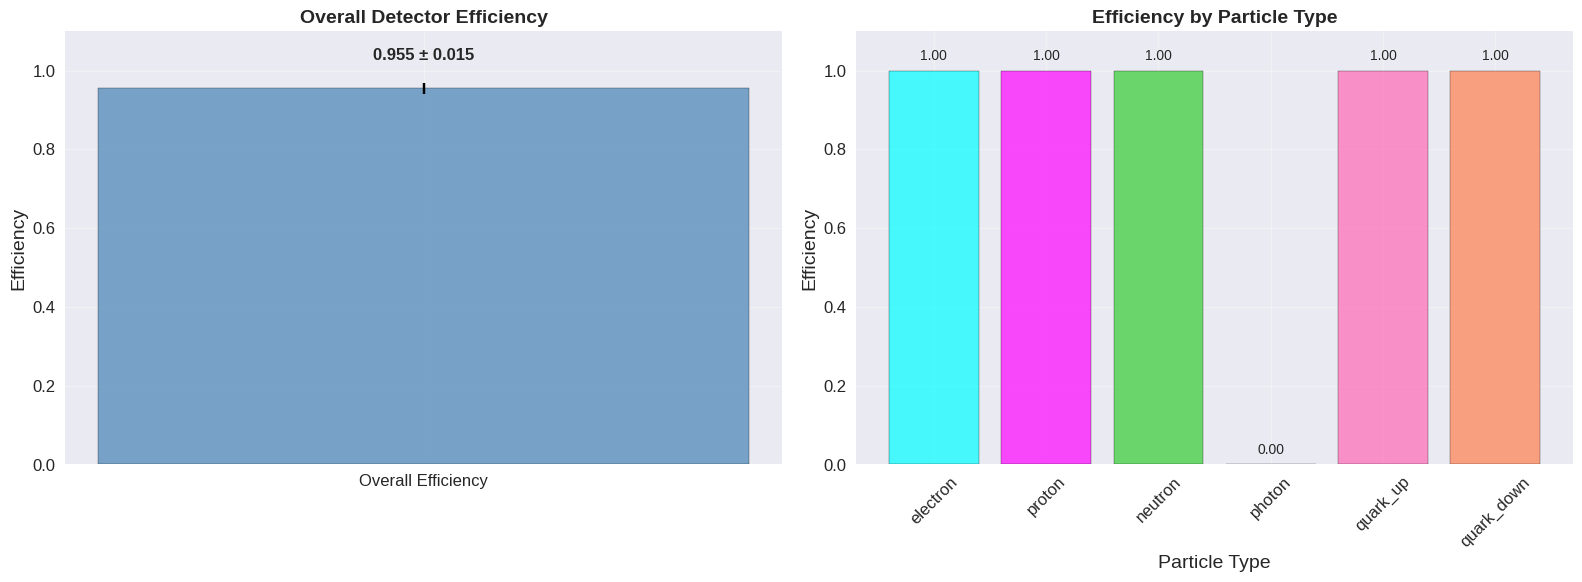 Overall Detector Efficiency
0.955 ± 0.015
Efficiency
1.0
0.8
0.6
0.4
0.2
0.0
Overall Efficiency
Efficiency by Particle Type
1.00 1.00 1.00 0.00 1.00 1.00
Efficiency
1.0
0.8
0.6
0.4
0.2
0.0
electron proton neutron photon quark_up quark_down
Particle Type